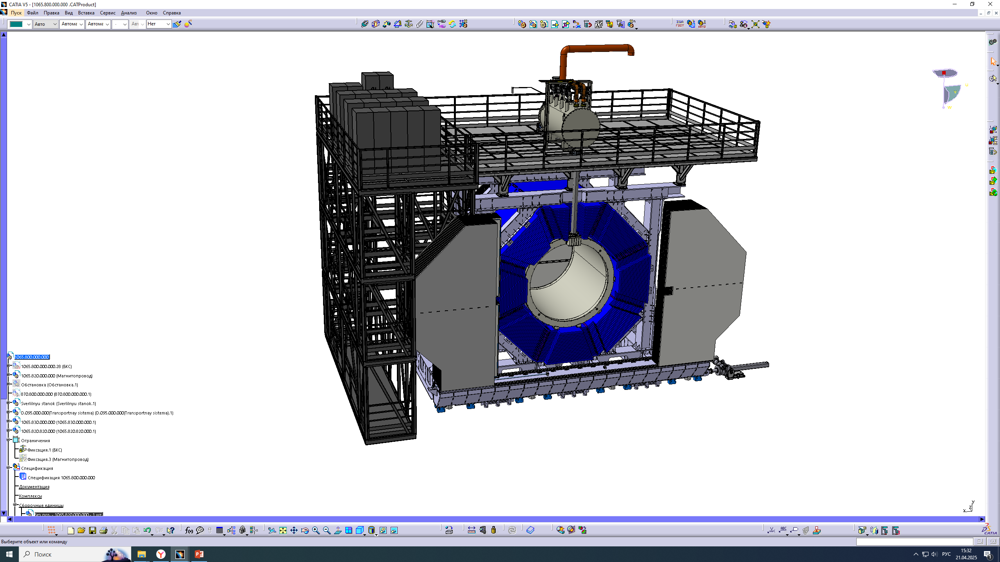 CATIA V5 - [1065.800.000.000 .CATProduct]
Пуск Файл Правка Вид Вставка Сервис Анализ Окно Справка
Авто Автома Автома Авт Нет
IGA
ГОСТ
АВТО
u
w
1065.800.000.000
1065.800.000.000.28 (БКС)
1065.820.000.000 (Магнитопровод)
Обстановка (Обстановка.1)
870.800.000.000 (870.800.000.000.1)
Sverlilnyu stanok (Sverlilnyu stanok.1)
D.095.000.000(Transportnay sistema) (D.095.000.000(Transportnay sistema).1)
1065.830.000.000 (1065.830.000.000.1)
1065.820.820.000 (1065.820.820.000.1)
Ограничения
Фиксация.1 (БКС)
Фиксация.3 (Магнитопровод)
Спецификация
Спецификация 1065.800.000.000
Документация
Комплексы
Сборочные единицы
Без поз. - 1065.820.000.000 - 1 шт.
y
z
x
f(x)
ABC
CATIA
Выберите объект или команду
Поиск
РУС
15:32
21.04.2025
1